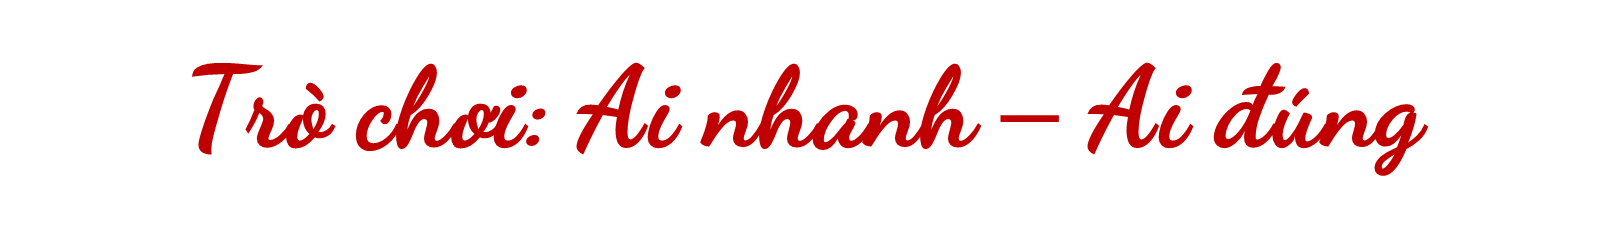 Trò chơi: Ai nhanh – Ai đúng